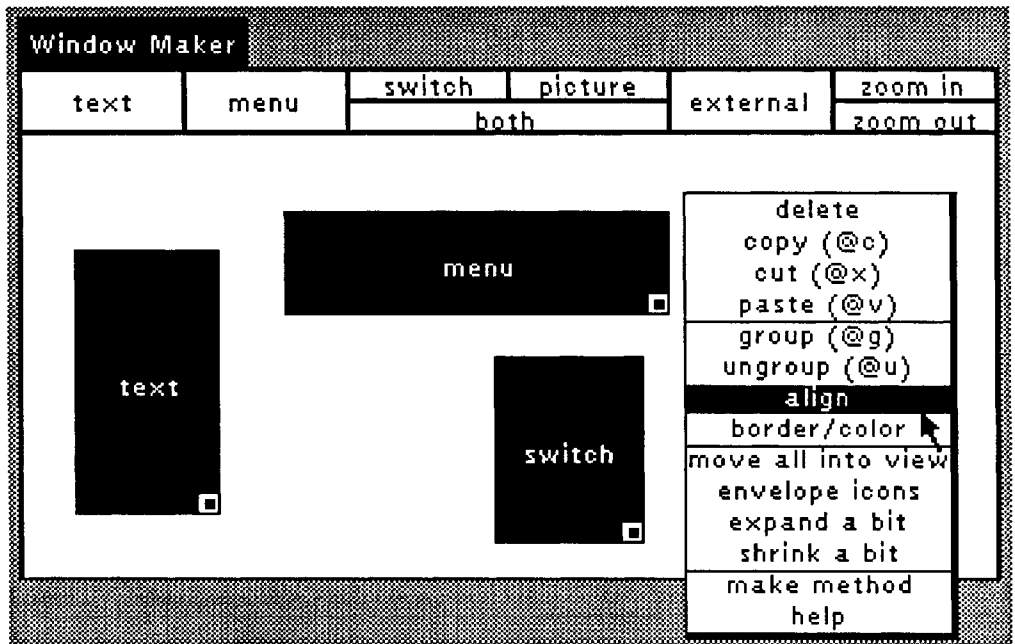 Window Maker
text menu switch picture external zoom in
both zoom out
menu
text
switch
delete
copy (@c)
cut (@x)
paste (@v)
group (@g)
ungroup (@u)
align
border/color
move all into view
envelope icons
expand a bit
shrink a bit
make method
help